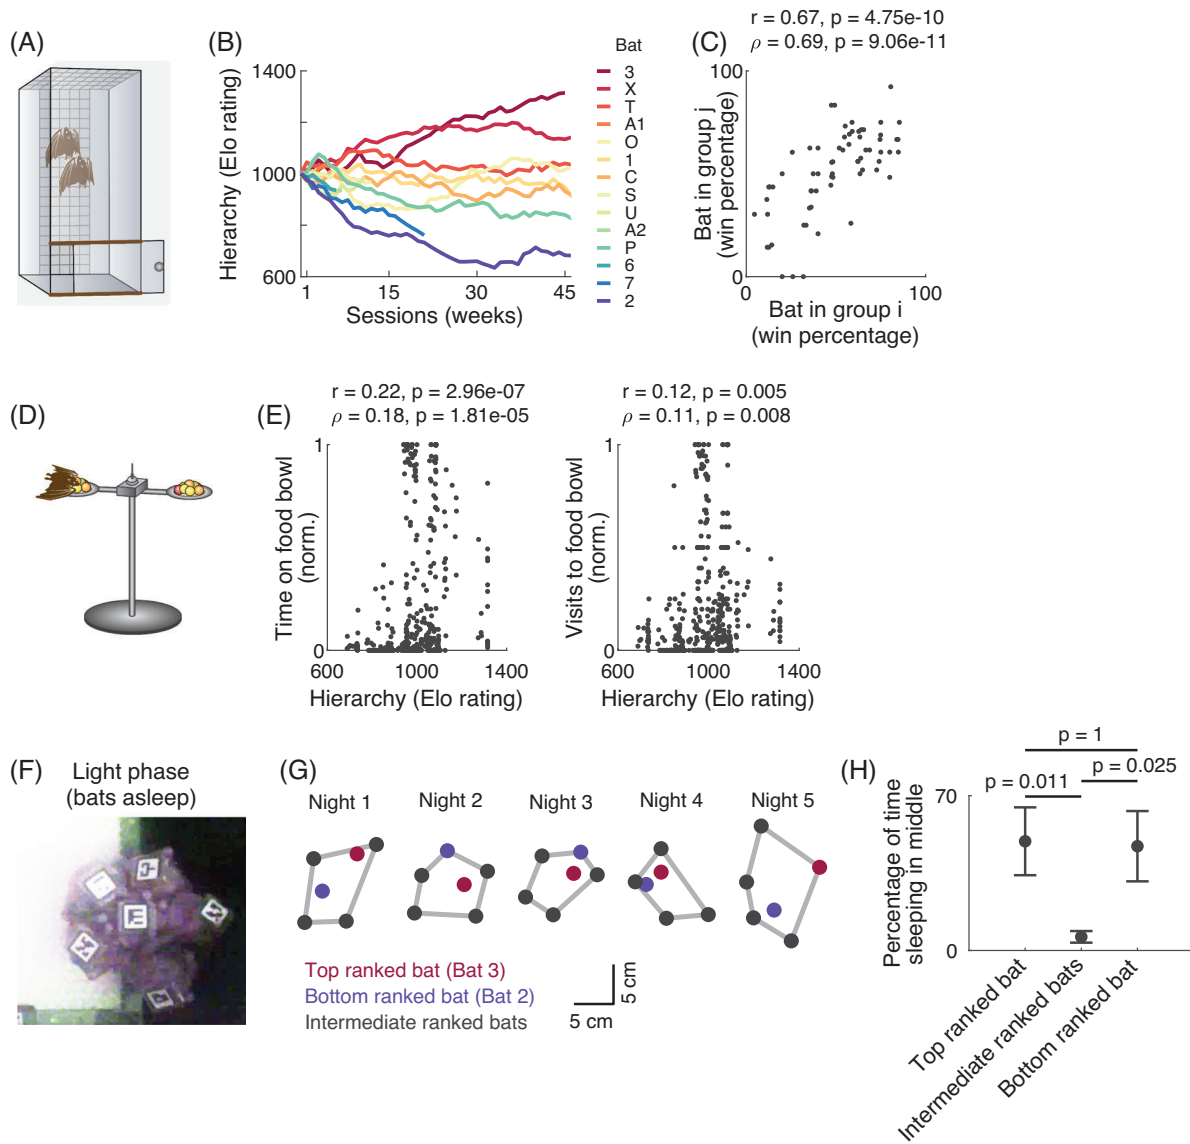 (A)
(B)
Hierarchy (Elo rating)
1400
1000
600
1
15
30
45
Sessions (weeks)
Bat
3
X
T
A1
O
1
C
S
U
A2
P
6
7
2
(C)
r = 0.67, p = 4.75e-10
ρ = 0.69, p = 9.06e-11
Bat in group j
(win percentage)
100
0
0
100
Bat in group i
(win percentage)
(D)
(E)
r = 0.22, p = 2.96e-07
ρ = 0.18, p = 1.81e-05
Time on food bowl
(norm.)
1
0
600
1000
1400
Hierarchy (Elo rating)
r = 0.12, p = 0.005
ρ = 0.11, p = 0.008
Visits to food bowl
(norm.)
1
0
600
1000
1400
Hierarchy (Elo rating)
(F)
Light phase
(bats asleep)
(G)
Night 1
Night 2
Night 3
Night 4
Night 5
Top ranked bat (Bat 3)
Bottom ranked bat (Bat 2)
Intermediate ranked bats
5 cm
5 cm
(H)
p = 1
p = 0.011
p = 0.025
Percentage of time
sleeping in middle
70
0
Top ranked bat
Intermediate ranked bats
Bottom ranked bat